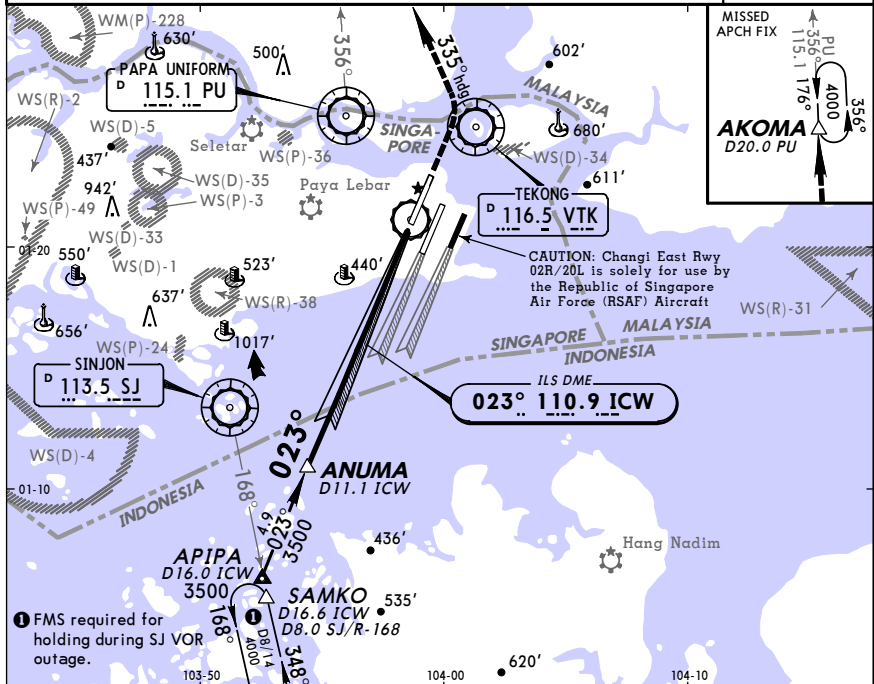 WM(P)-228
630'
500'
356°
335° hdg
602'
MISSED
APCH FIX
PU
115.1
356°
176°
4000
356°
AKOMA
D20.0 PU
PAPA UNIFORM
D 115.1 PU
MALAYSIA
SINGA-
PORE
680'
WS(R)-2
WS(D)-5
Seletar
WS(P)-36
WS(D)-34
437'
WS(D)-35
611'
942'
WS(P)-3
Paya Lebar
TEKONG
D 116.5 VTK
WS(P)-49
WS(D)-33
01-20
WS(D)-1
550'
523'
440'
CAUTION: Changi East Rwy
02R/20L is solely for use by
the Republic of Singapore
Air Force (RSAF) Aircraft
WS(R)-38
637'
WS(R)-31
656'
1017'
WS(P)-24
SINGAPORE
MALAYSIA
INDONESIA
SINJON
D 113.5 SJ
ILS DME
023° 110.9 ICW
023°
WS(D)-4
ANUMA
D11.1 ICW
168°
01-10
INDONESIA
4.9
023°
3500
436'
Hang Nadim
APIPA
D16.0 ICW
3500
SAMKO
D16.6 ICW
D8.0 SJ/R-168
535'
168°
1
D8/14
4000
348°
1 FMS required for
holding during SJ VOR
outage.
620'
103-50
104-00
104-10